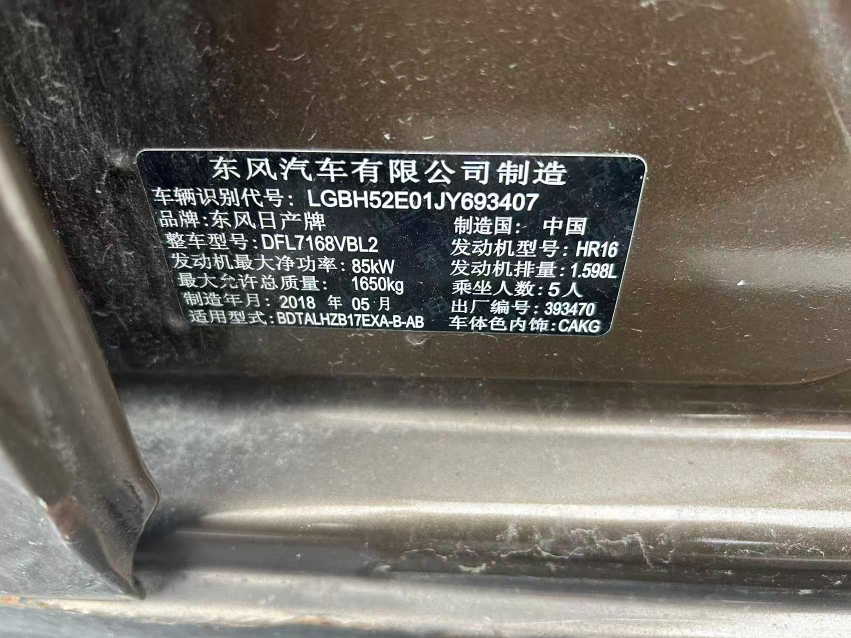 东风汽车有限公司制造
车辆识别代号: LGBH52E01JY693407
品牌: 东风日产牌 制造国: 中国
整车型号: DFL7168VBL2 发动机型号: HR16
发动机最大净功率: 85kW 发动机排量: 1.598L
最大允许总质量: 1650kg 乘坐人数: 5人
制造年月: 2018 年 05 月 出厂编号: 393470
适用型式: BDTALHZB17EXA-B-AB 车体色内饰: CAKG